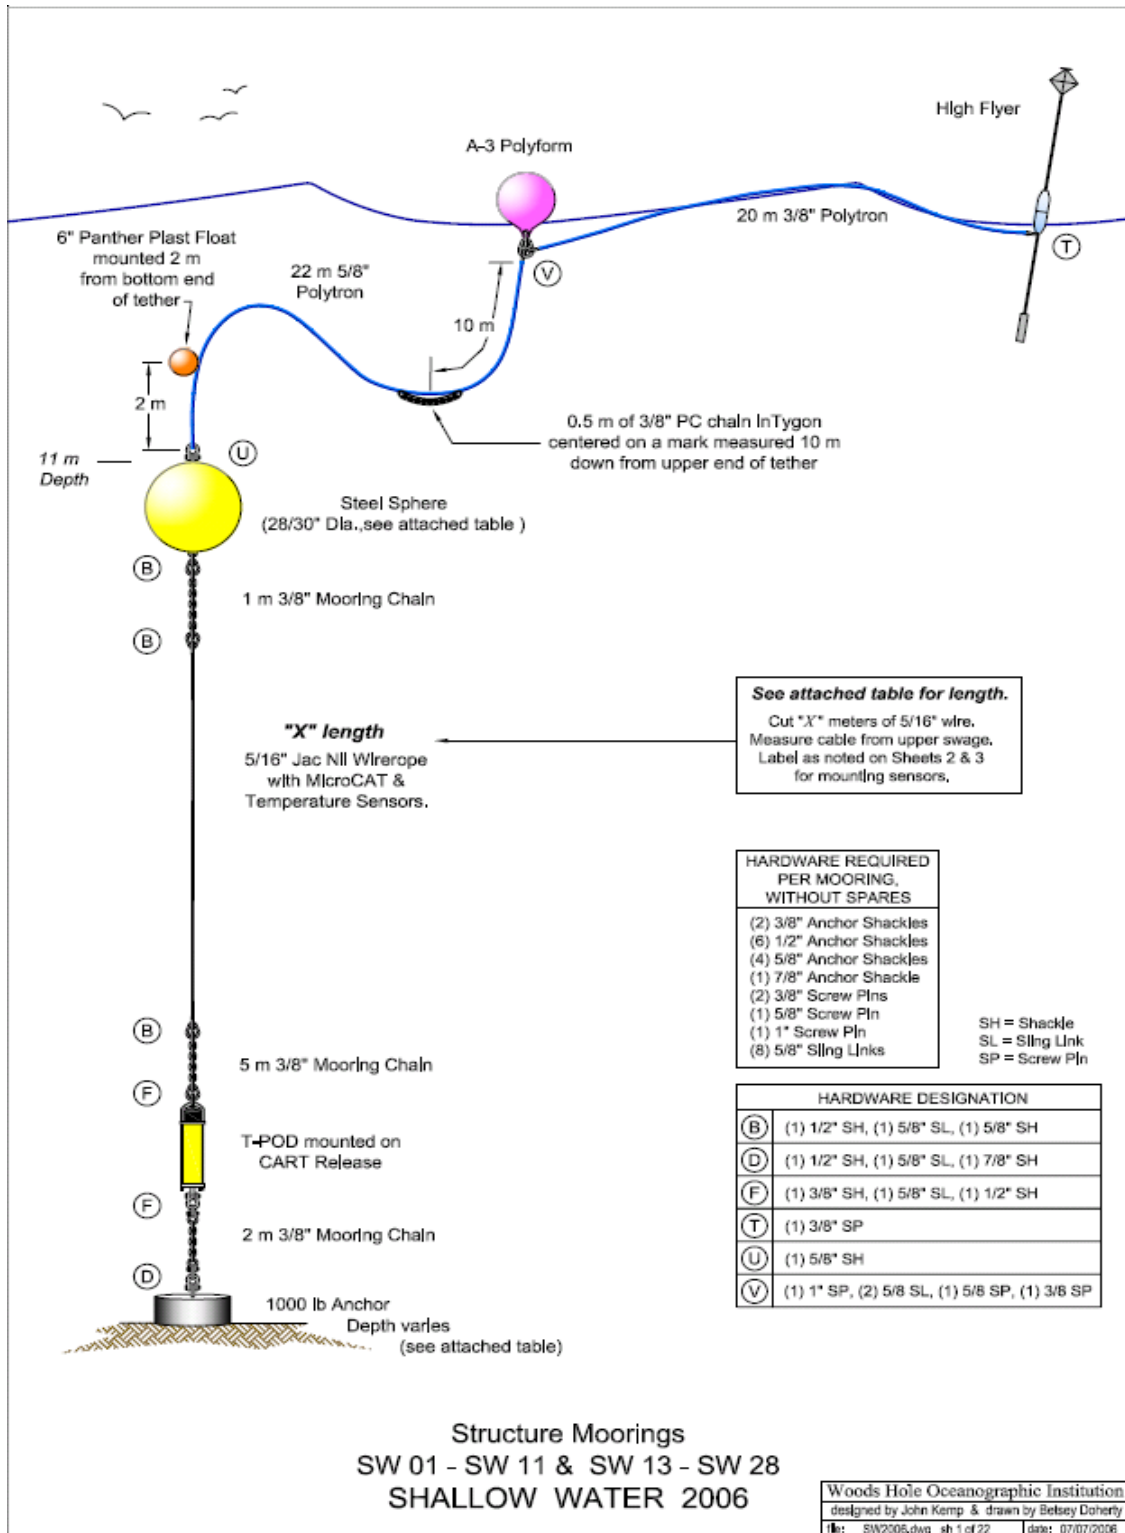 High Flyer
A-3 Polyform
20 m 3/8" Polytron
T
6" Panther Plast Float
mounted 2 m
from bottom end
of tether
22 m 5/8"
Polytron
V
10 m
2 m
0.5 m of 3/8" PC chain InTygon
centered on a mark measured 10 m
down from upper end of tether
11 m
Depth
U
Steel Sphere
(28/30" Dia.,see attached table )
B
1 m 3/8" Mooring Chain
B
"X" length
5/16" Jac Nil Wirerope
with MicroCAT &
Temperature Sensors.
See attached table for length.
Cut "X" meters of 5/16" wire.
Measure cable from upper swage.
Label as noted on Sheets 2 & 3
for mounting sensors.
HARDWARE REQUIRED
PER MOORING,
WITHOUT SPARES
(2) 3/8" Anchor Shackles
(6) 1/2" Anchor Shackles
(4) 5/8" Anchor Shackles
(1) 7/8" Anchor Shackle
(2) 3/8" Screw Pins
(1) 5/8" Screw Pin
(1) 1" Screw Pin
(8) 5/8" Sling Links
SH = Shackle
SL = Sling Link
SP = Screw Pin
B
5 m 3/8" Mooring Chain
F
T-POD mounted on
CART Release
F
2 m 3/8" Mooring Chain
D
1000 lb Anchor
Depth varies
(see attached table)
HARDWARE DESIGNATION
B (1) 1/2" SH, (1) 5/8" SL, (1) 5/8" SH
D (1) 1/2" SH, (1) 5/8" SL, (1) 7/8" SH
F (1) 3/8" SH, (1) 5/8" SL, (1) 1/2" SH
T (1) 3/8" SP
U (1) 5/8" SH
V (1) 1" SP, (2) 5/8 SL, (1) 5/8 SP, (1) 3/8 SP
Structure Moorings
SW 01 - SW 11 & SW 13 - SW 28
SHALLOW WATER 2006
Woods Hole Oceanographic Institution
designed by John Kemp & drawn by Betsey Doherty
file: SW2006.dwg sh 1 of 22 date: 07/07/2006